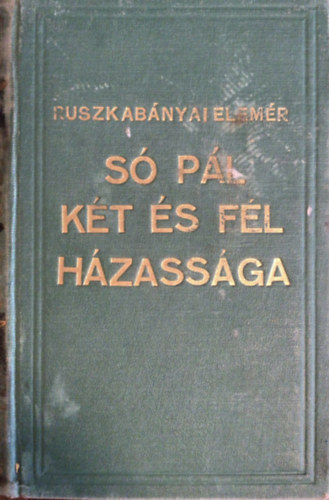 RUSZKABÁNYAI ELEMÉR
SÓ PÁL
KÉT ÉS FÉL
HÁZASSÁGA